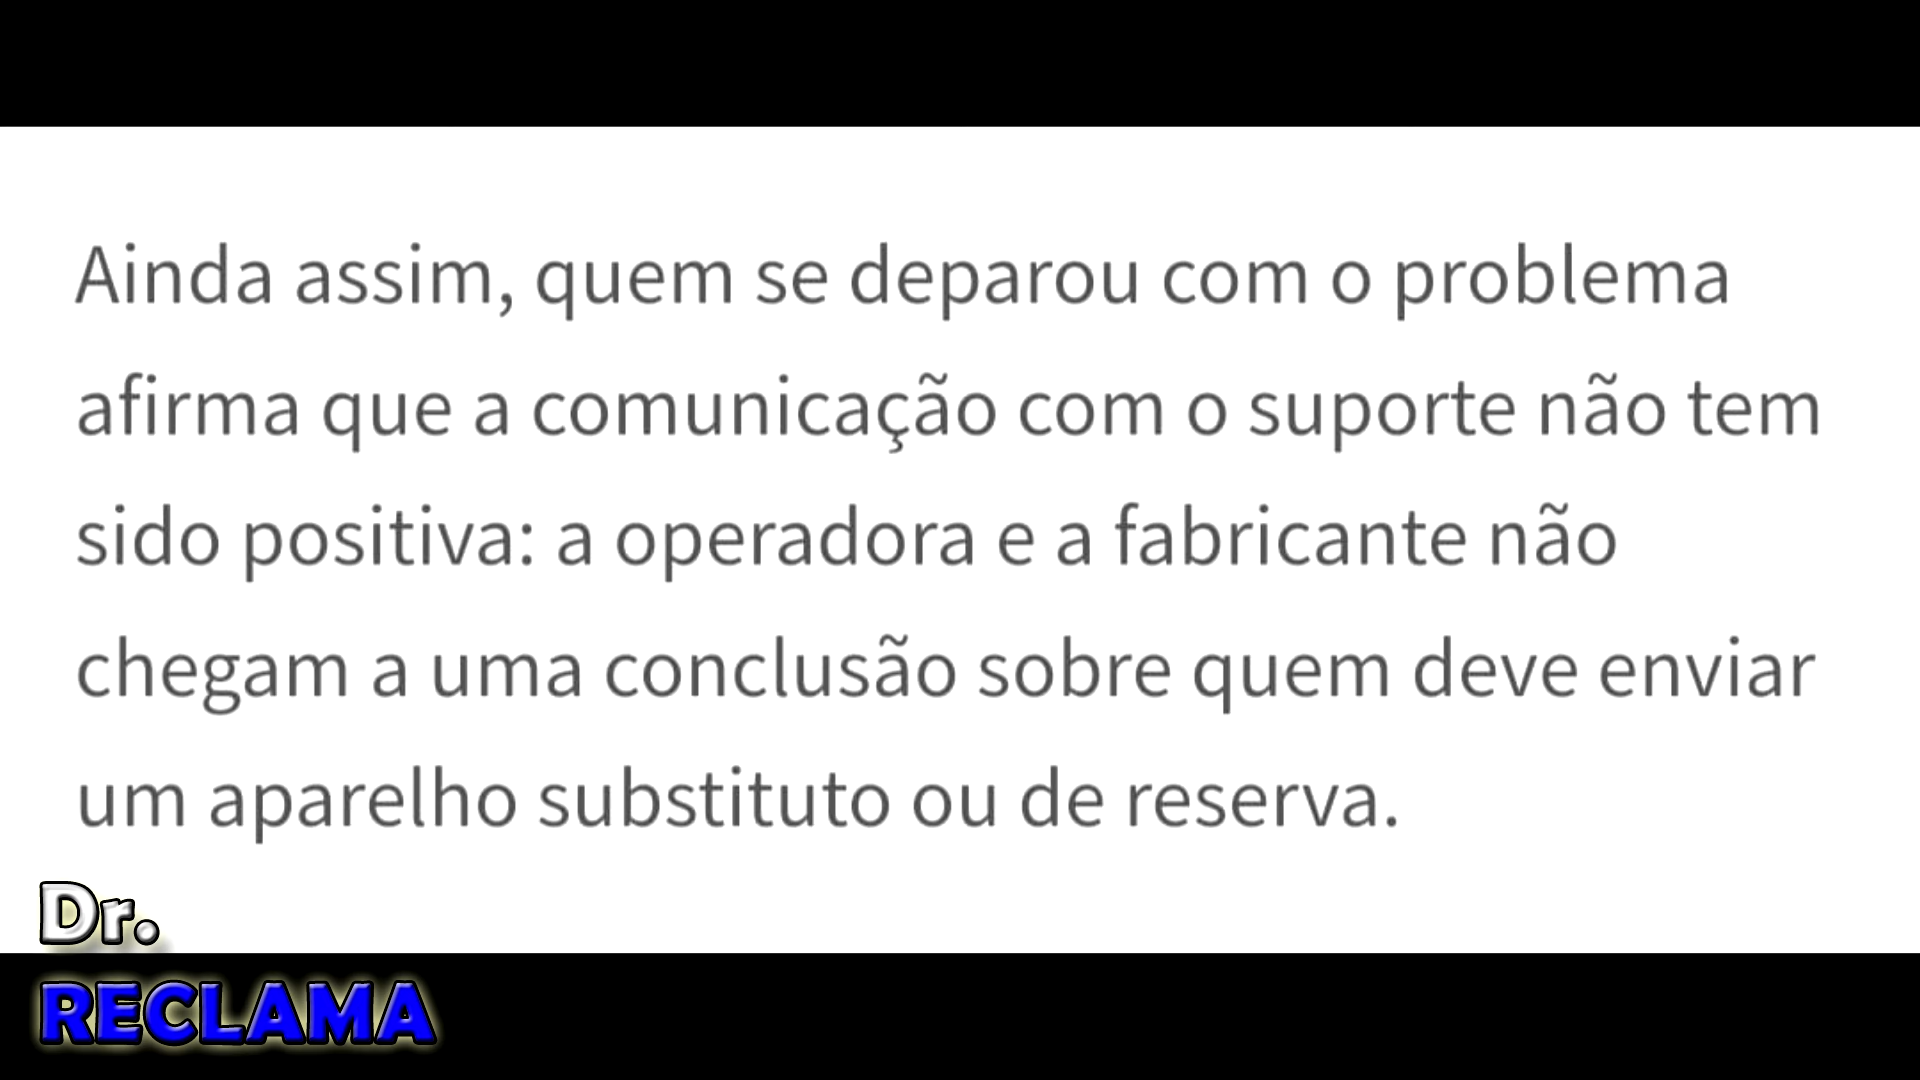 Ainda assim, quem se deparou com o problema
afirma que a comunicação com o suporte não tem
sido positiva: a operadora e a fabricante não
chegam a uma conclusão sobre quem deve enviar
um aparelho substituto ou de reserva.
Dr.
RECLAMA